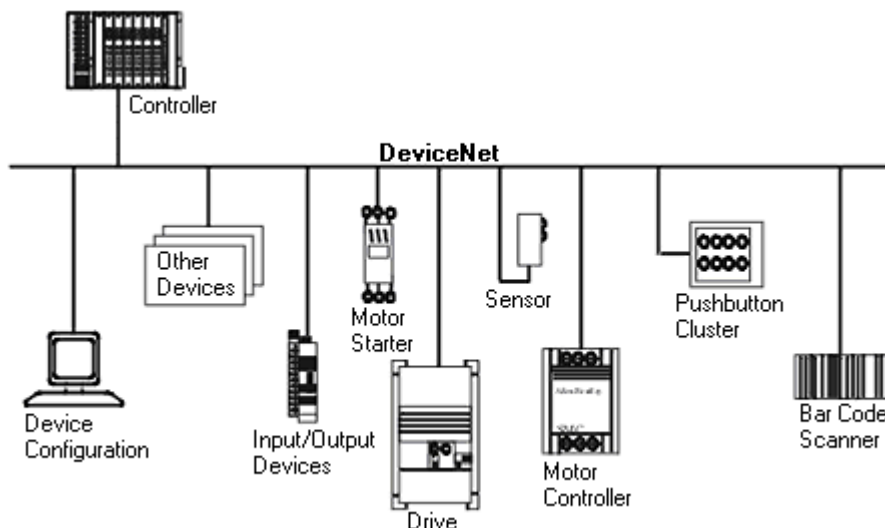 Controller
DeviceNet
Other
Devices
Motor
Starter
Sensor
Pushbutton
Cluster
Device
Configuration
Input/Output
Devices
Drive
Motor
Controller
Bar Code
Scanner